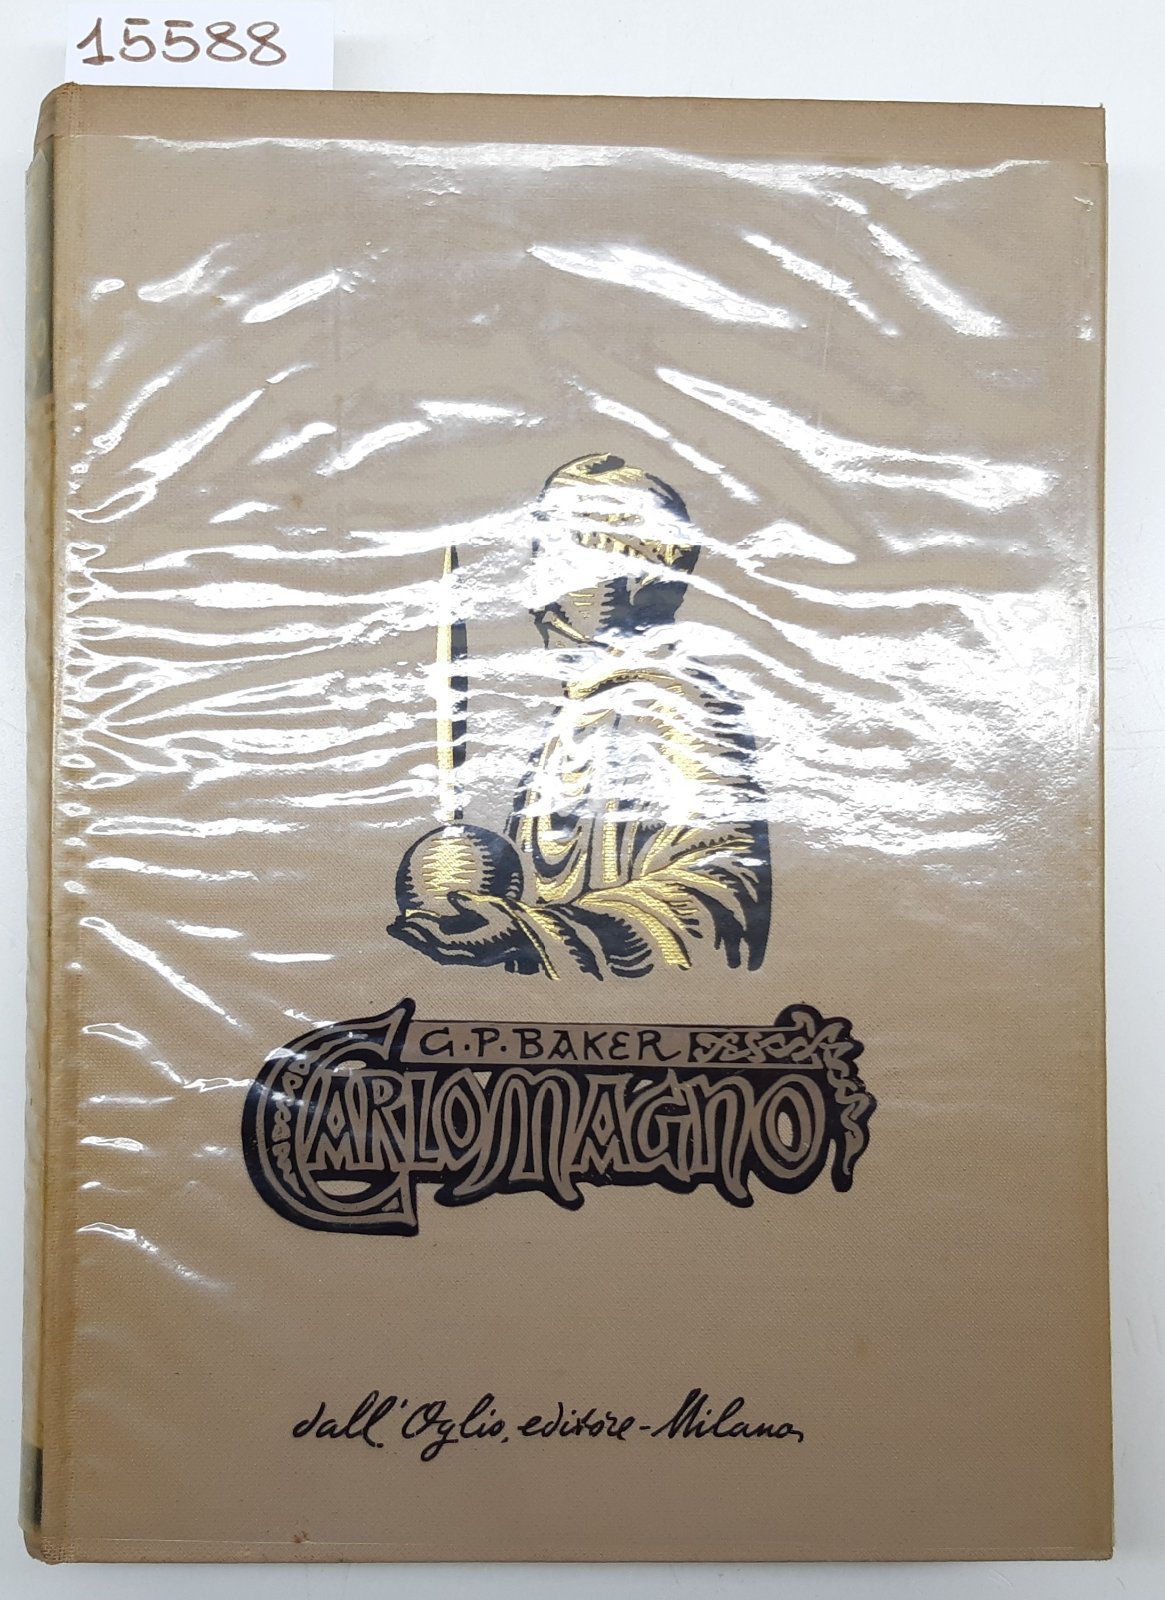 15588
G.P. BAKER
CARLOMAGNO
dall'Oglio, editore - Milano